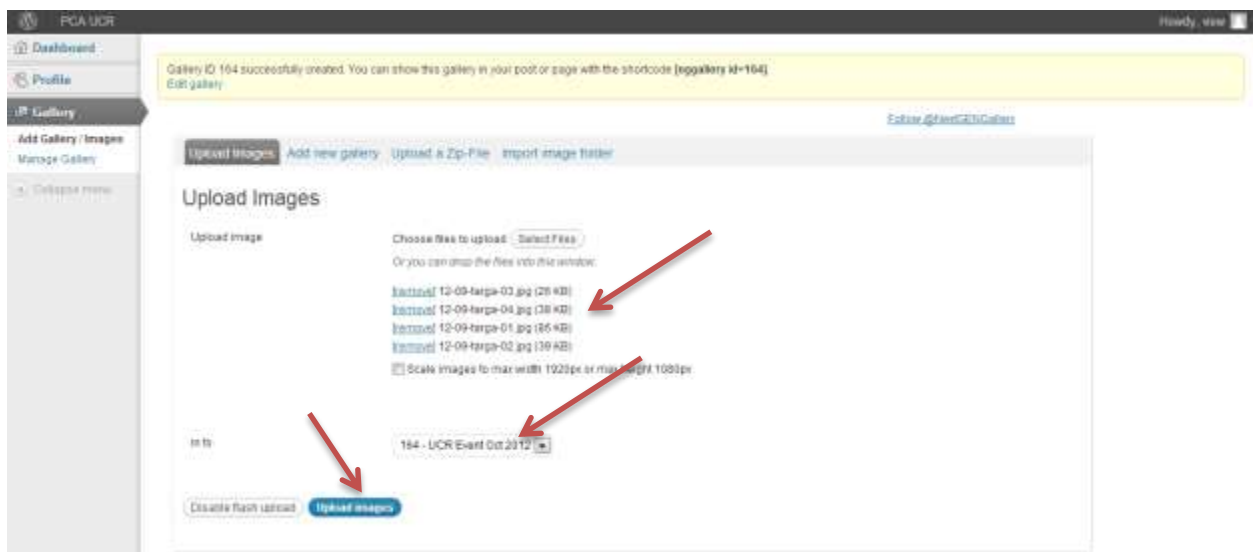 PCA UCR
Howdy, view
Dashboard
Profile
Gallery
Add Gallery / Images
Manage Gallery
Collapse menu
Gallery ID 164 successfully created. You can show this gallery in your post or page with the shortcode [nggallery id=164].
Edit gallery
Follow @NextGENGallery
Upload Images
Add new gallery
Upload a Zip-File
Import image folder
Upload Images
Upload image
Choose files to upload
Select Files
Or you can drop the files into this window.
[remove] 12-09-targa-03.jpg (26 KB)
[remove] 12-09-targa-04.jpg (38 KB)
[remove] 12-09-targa-01.jpg (86 KB)
[remove] 12-09-targa-02.jpg (39 KB)
Scale images to max width 1920px or max height 1080px
in to
164 - UCR Event Oct 2012
Disable flash upload
Upload images